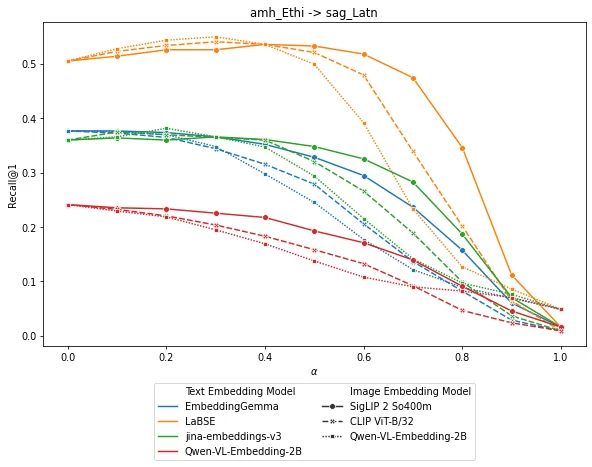 amh_Ethi -> sag_Latn
0.5
0.4
0.3
0.2
0.1
0.0
Recall@1
0.0 0.2 0.4 0.6 0.8 1.0
α
Text Embedding Model Image Embedding Model
EmbeddingGemma SigLIP 2 So400m
LaBSE CLIP ViT-B/32
jina-embeddings-v3 Qwen-VL-Embedding-2B
Qwen-VL-Embedding-2B